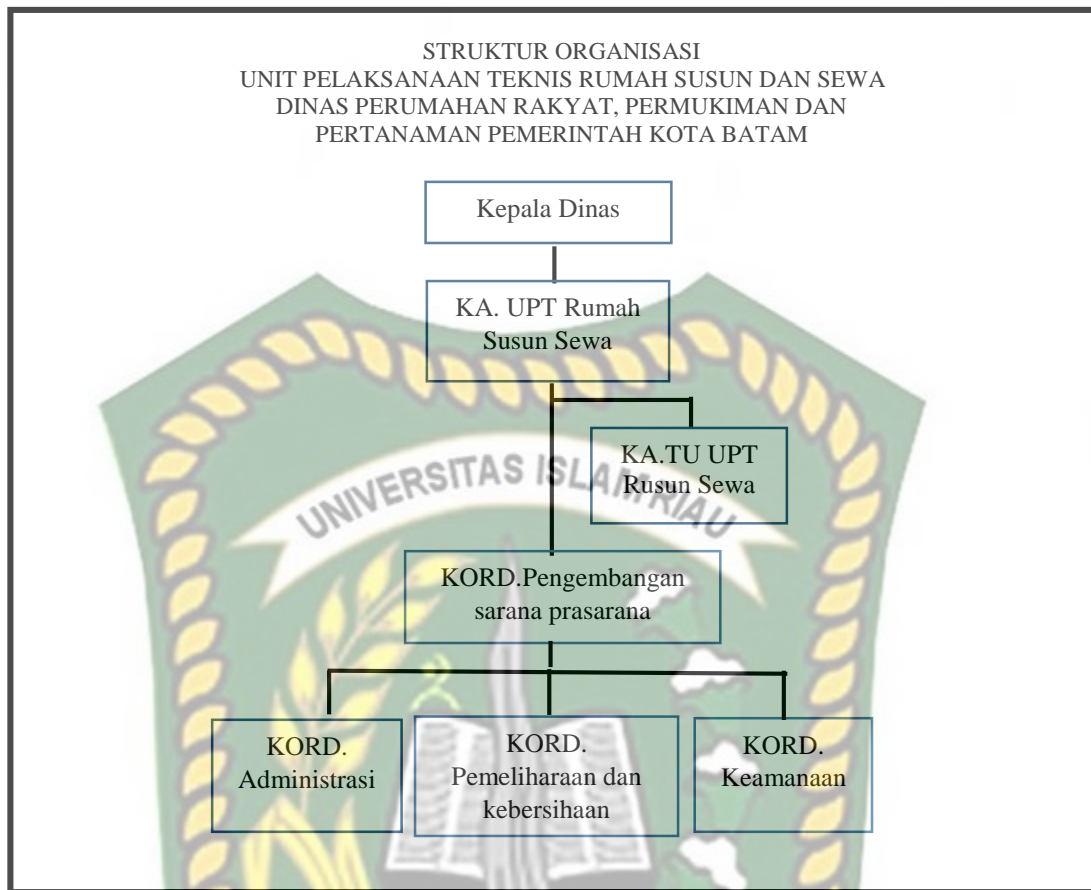 STRUKTUR ORGANISASI
UNIT PELAKSANAAN TEKNIS RUMAH SUSUN DAN SEWA
DINAS PERUMAHAN RAKYAT, PERMUKIMAN DAN
PERTANAMAN PEMERINTAH KOTA BATAM
Kepala Dinas
KA. UPT Rumah
Susun Sewa
KA.TU UPT
Rusun Sewa
UNIVERSITAS ISLAM RIAU
KORD.Pengembangan
sarana prasarana
KORD.
Administrasi
KORD.
Pemeliharaan dan
kebersihaan
KORD.
Keamanaan